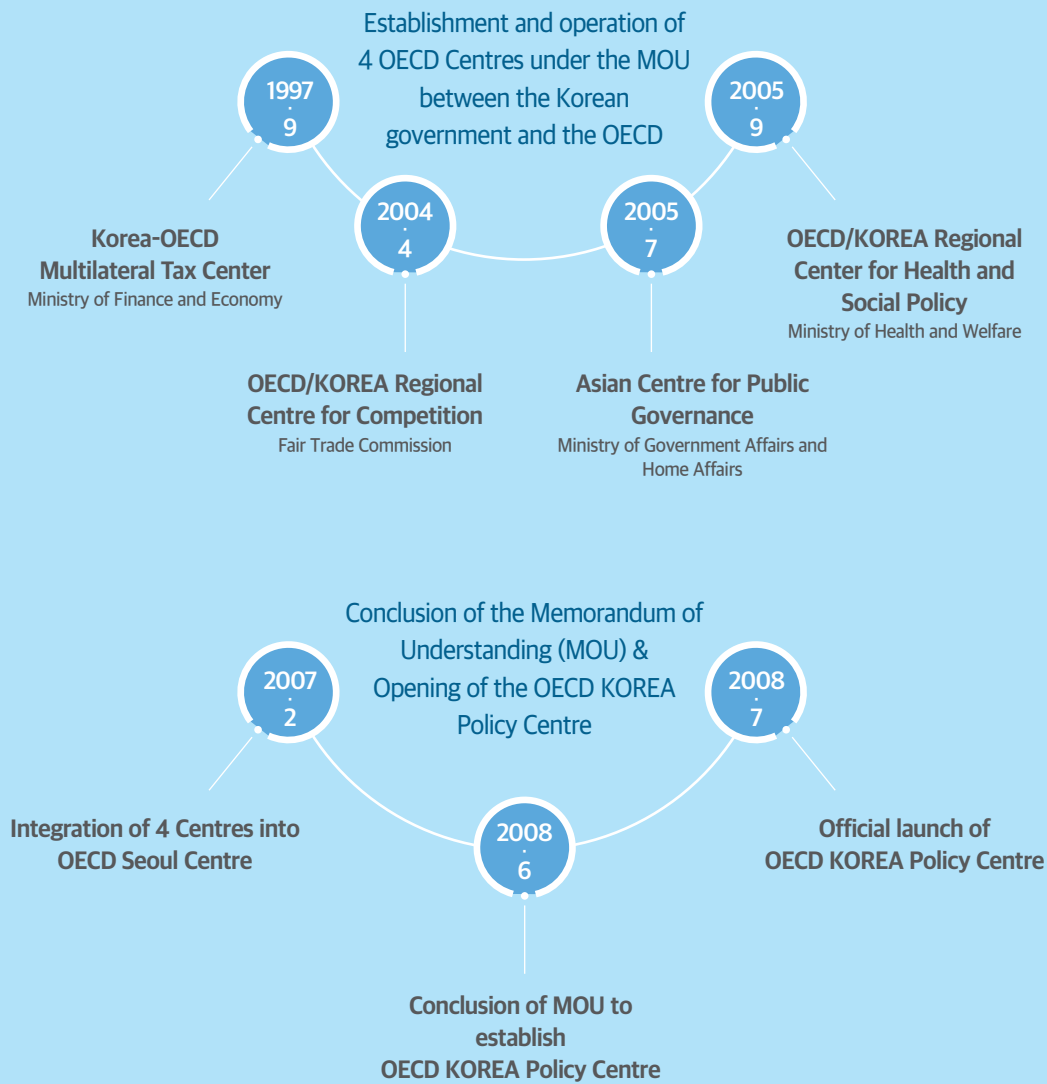 Establishment and operation of
4 OECD Centres under the MOU
between the Korean
government and the OECD
1997
.
9
Korea-OECD
Multilateral Tax Center
Ministry of Finance and Economy
2004
.
4
OECD/KOREA Regional
Centre for Competition
Fair Trade Commission
2005
.
7
Asian Centre for Public
Governance
Ministry of Government Affairs and
Home Affairs
2005
.
9
OECD/KOREA Regional
Center for Health and
Social Policy
Ministry of Health and Welfare
Conclusion of the Memorandum of
Understanding (MOU) &
Opening of the OECD KOREA
Policy Centre
2007
.
2
Integration of 4 Centres into
OECD Seoul Centre
2008
.
6
Conclusion of MOU to
establish
OECD KOREA Policy Centre
2008
.
7
Official launch of
OECD KOREA Policy Centre